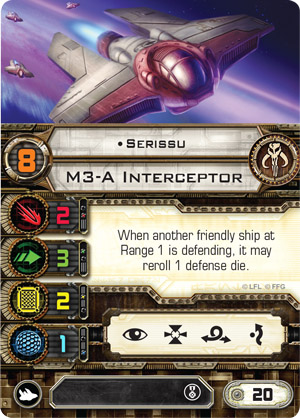 • Serissu
8
M3-A Interceptor
2
3
2
1
When another friendly ship at
Range 1 is defending, it may
reroll 1 defense die.
© LFL © FFG
20